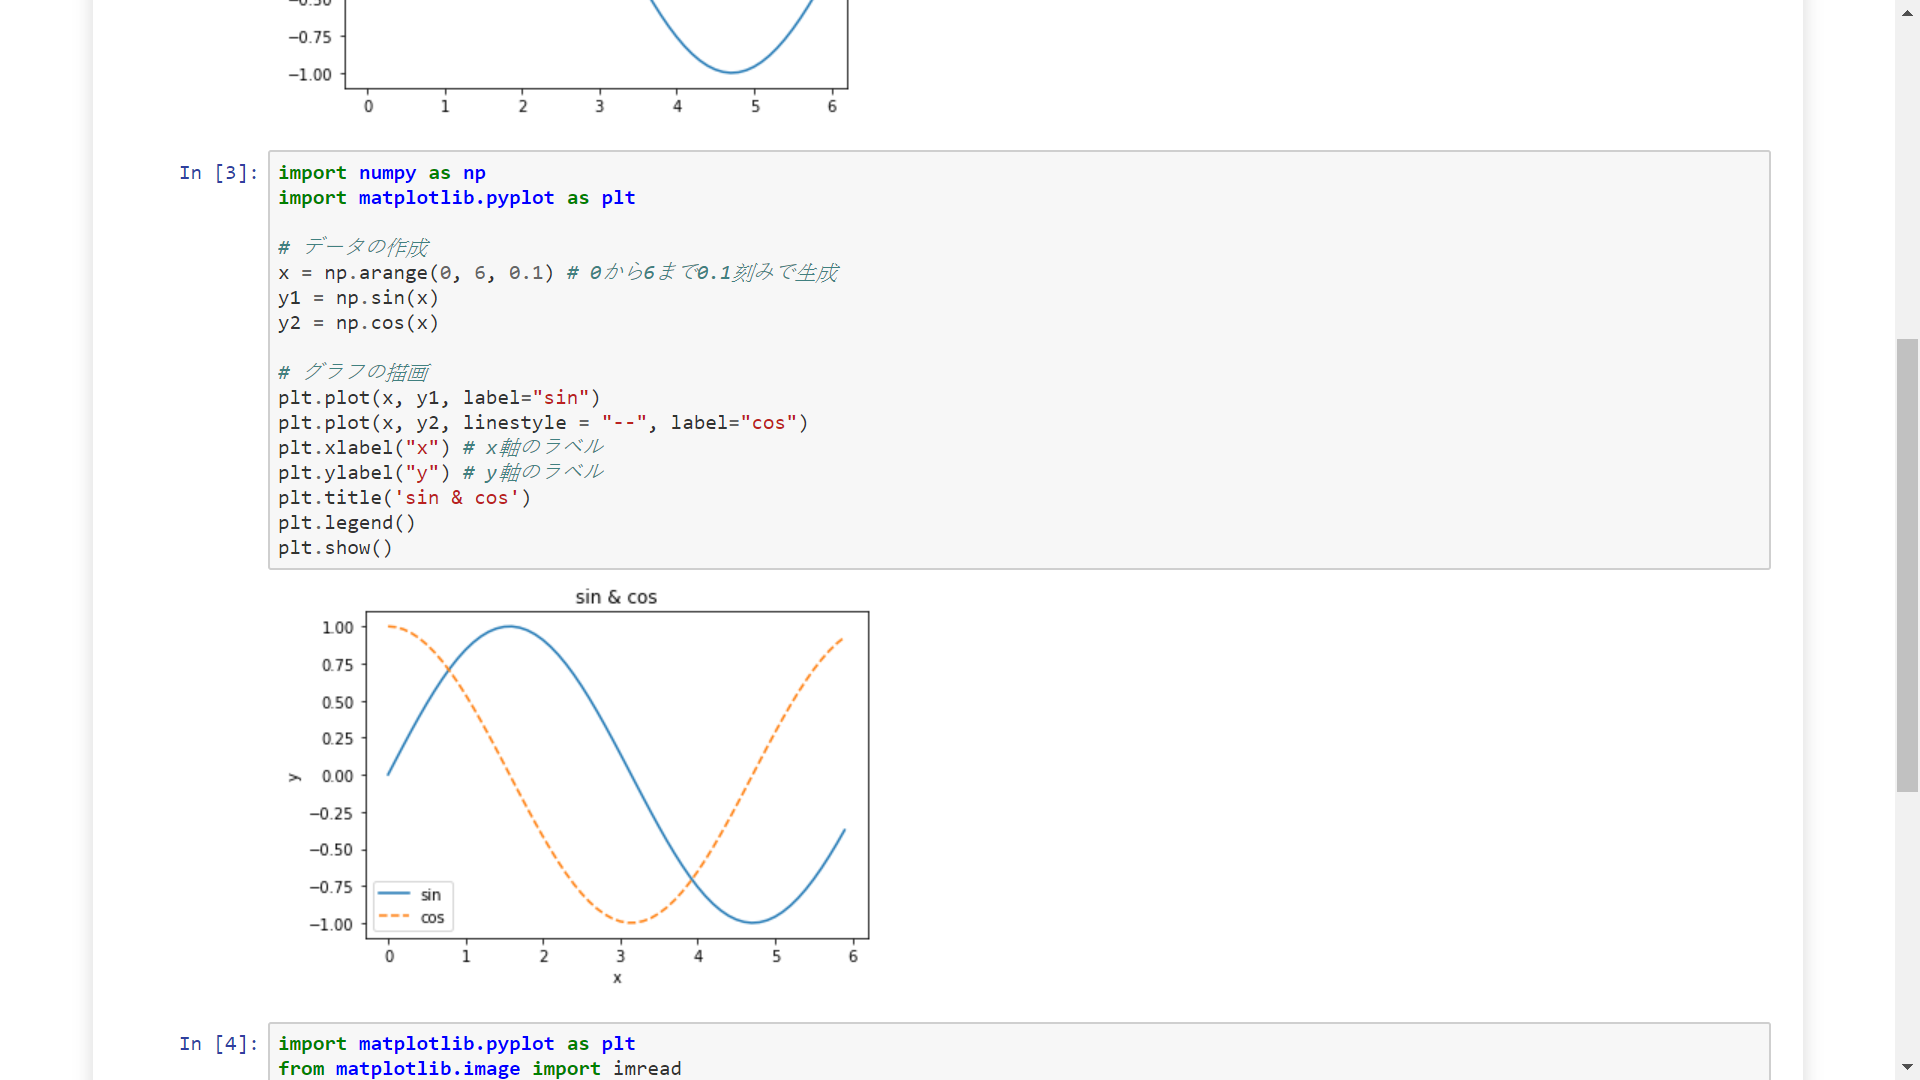 −0.50
−0.75
−1.00
0 1 2 3 4 5 6
In [3]:
import numpy as np
import matplotlib.pyplot as plt
# データの作成
x = np.arange(0, 6, 0.1) # 0から6まで0.1刻みで生成
y1 = np.sin(x)
y2 = np.cos(x)
# グラフの描画
plt.plot(x, y1, label="sin")
plt.plot(x, y2, linestyle = "--", label="cos")
plt.xlabel("x") # x軸のラベル
plt.ylabel("y") # y軸のラベル
plt.title('sin & cos')
plt.legend()
plt.show()
sin & cos
1.00
0.75
0.50
0.25
0.00
−0.25
−0.50
−0.75
−1.00
y
sin
cos
0 1 2 3 4 5 6
x
In [4]:
import matplotlib.pyplot as plt
from matplotlib.image import imread